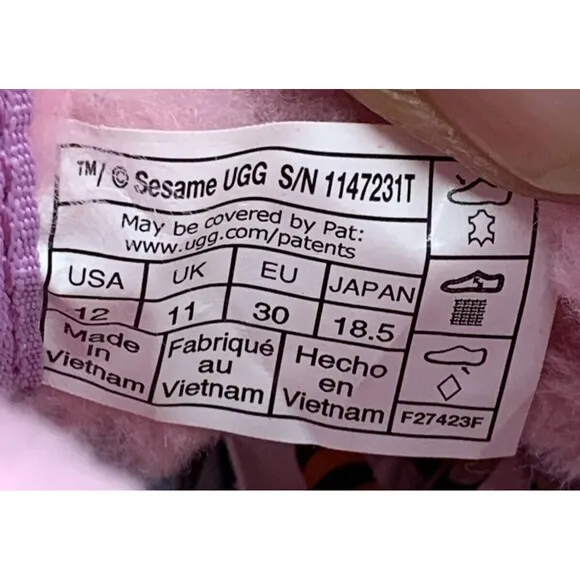 ™/ © Sesame UGG S/N 1147231T
May be covered by Pat:
www.ugg.com/patents
USA UK EU JAPAN
12 11 30 18.5
Made in Vietnam
Fabriqué au Vietnam
Hecho en Vietnam
F27423F